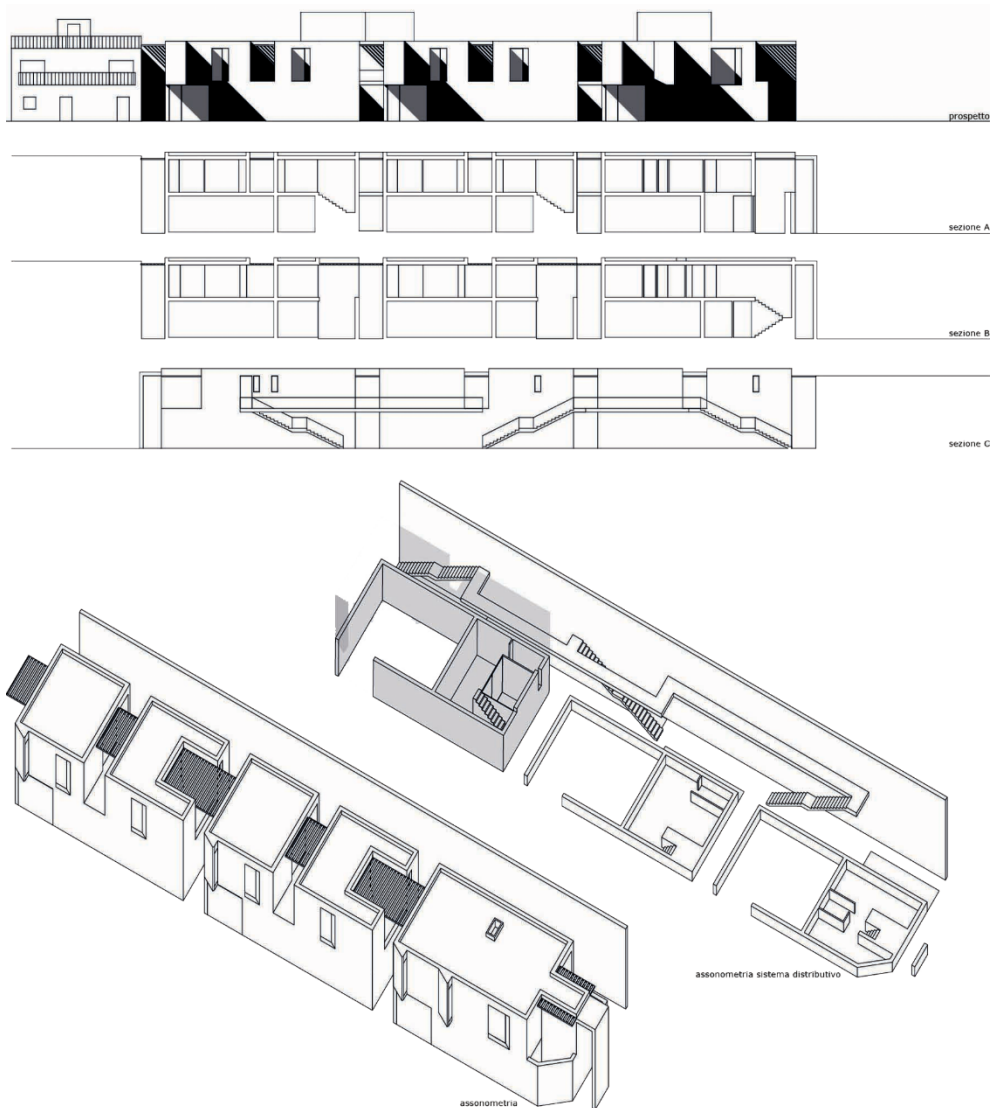 prospetto
sezione A
sezione B
sezione C
assonometria sistema distributivo
assonometria